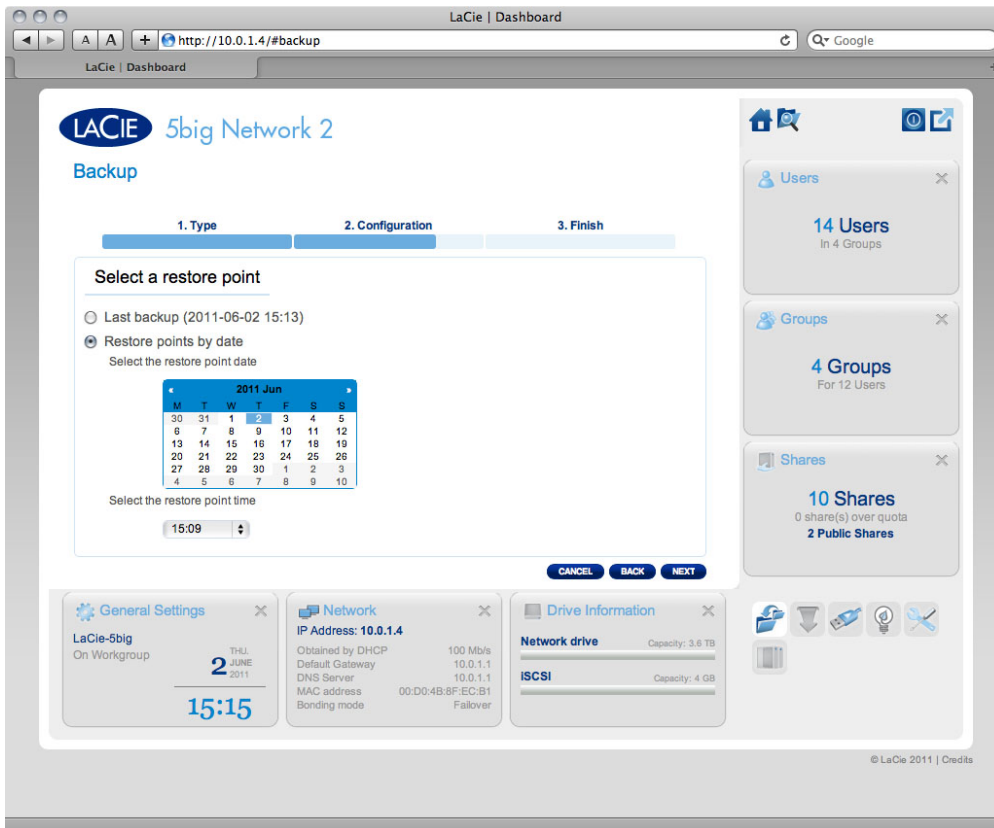 LaCie | Dashboard
A A + http://10.0.1.4/#backup
Google
LaCie | Dashboard
LACIE 5big Network 2
Backup
1. Type 2. Configuration 3. Finish
Select a restore point
Last backup (2011-06-02 15:13)
Restore points by date
Select the restore point date
« 2011 Jun »
M T W T F S S
30 31 1 2 3 4 5
6 7 8 9 10 11 12
13 14 15 16 17 18 19
20 21 22 23 24 25 26
27 28 29 30 1 2 3
4 5 6 7 8 9 10
Select the restore point time
15:09
CANCEL BACK NEXT
Users
14 Users
In 4 Groups
Groups
4 Groups
For 12 Users
Shares
10 Shares
0 share(s) over quota
2 Public Shares
General Settings
LaCie-5big
On Workgroup
THU.
2 JUNE
2011
15:15
Network
IP Address: 10.0.1.4
Obtained by DHCP 100 Mb/s
Default Gateway 10.0.1.1
DNS Server 10.0.1.1
MAC address 00:D0:4B:8F:EC:B1
Bonding mode Failover
Drive Information
Network drive Capacity: 3.6 TB
iSCSI Capacity: 4 GB
© LaCie 2011 | Credits